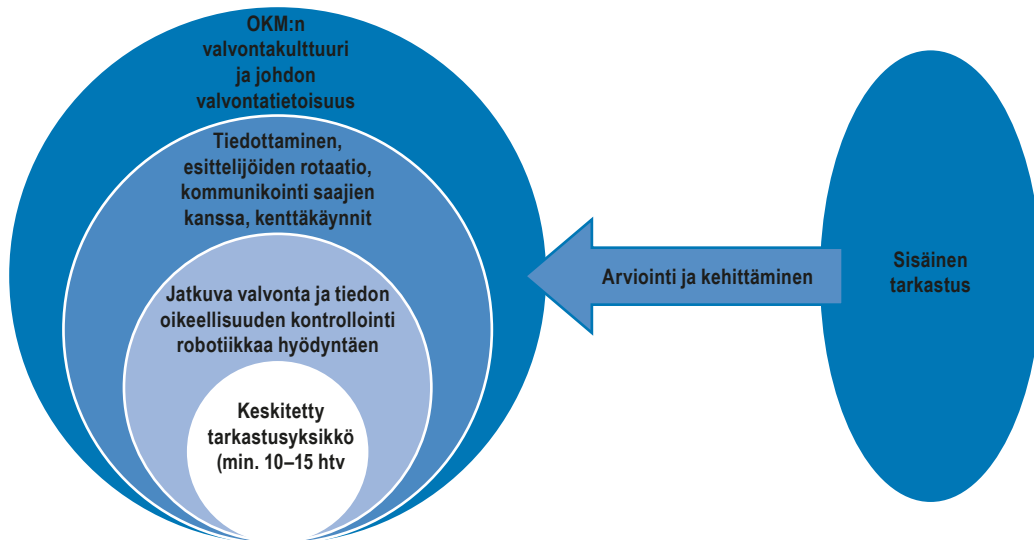 OKM:n
valvontakulttuuri
ja johdon
valvontatietoisuus
Tiedottaminen,
esittelijöiden rotaatio,
kommunikointi saajien
kanssa, kenttäkäynnit
Jatkuva valvonta ja tiedon
oikeellisuuden kontrollointi
robotiikkaa hyödyntäen
Keskitetty
tarkastusyksikkö
(min. 10–15 htv
Arviointi ja kehittäminen
Sisäinen
tarkastus